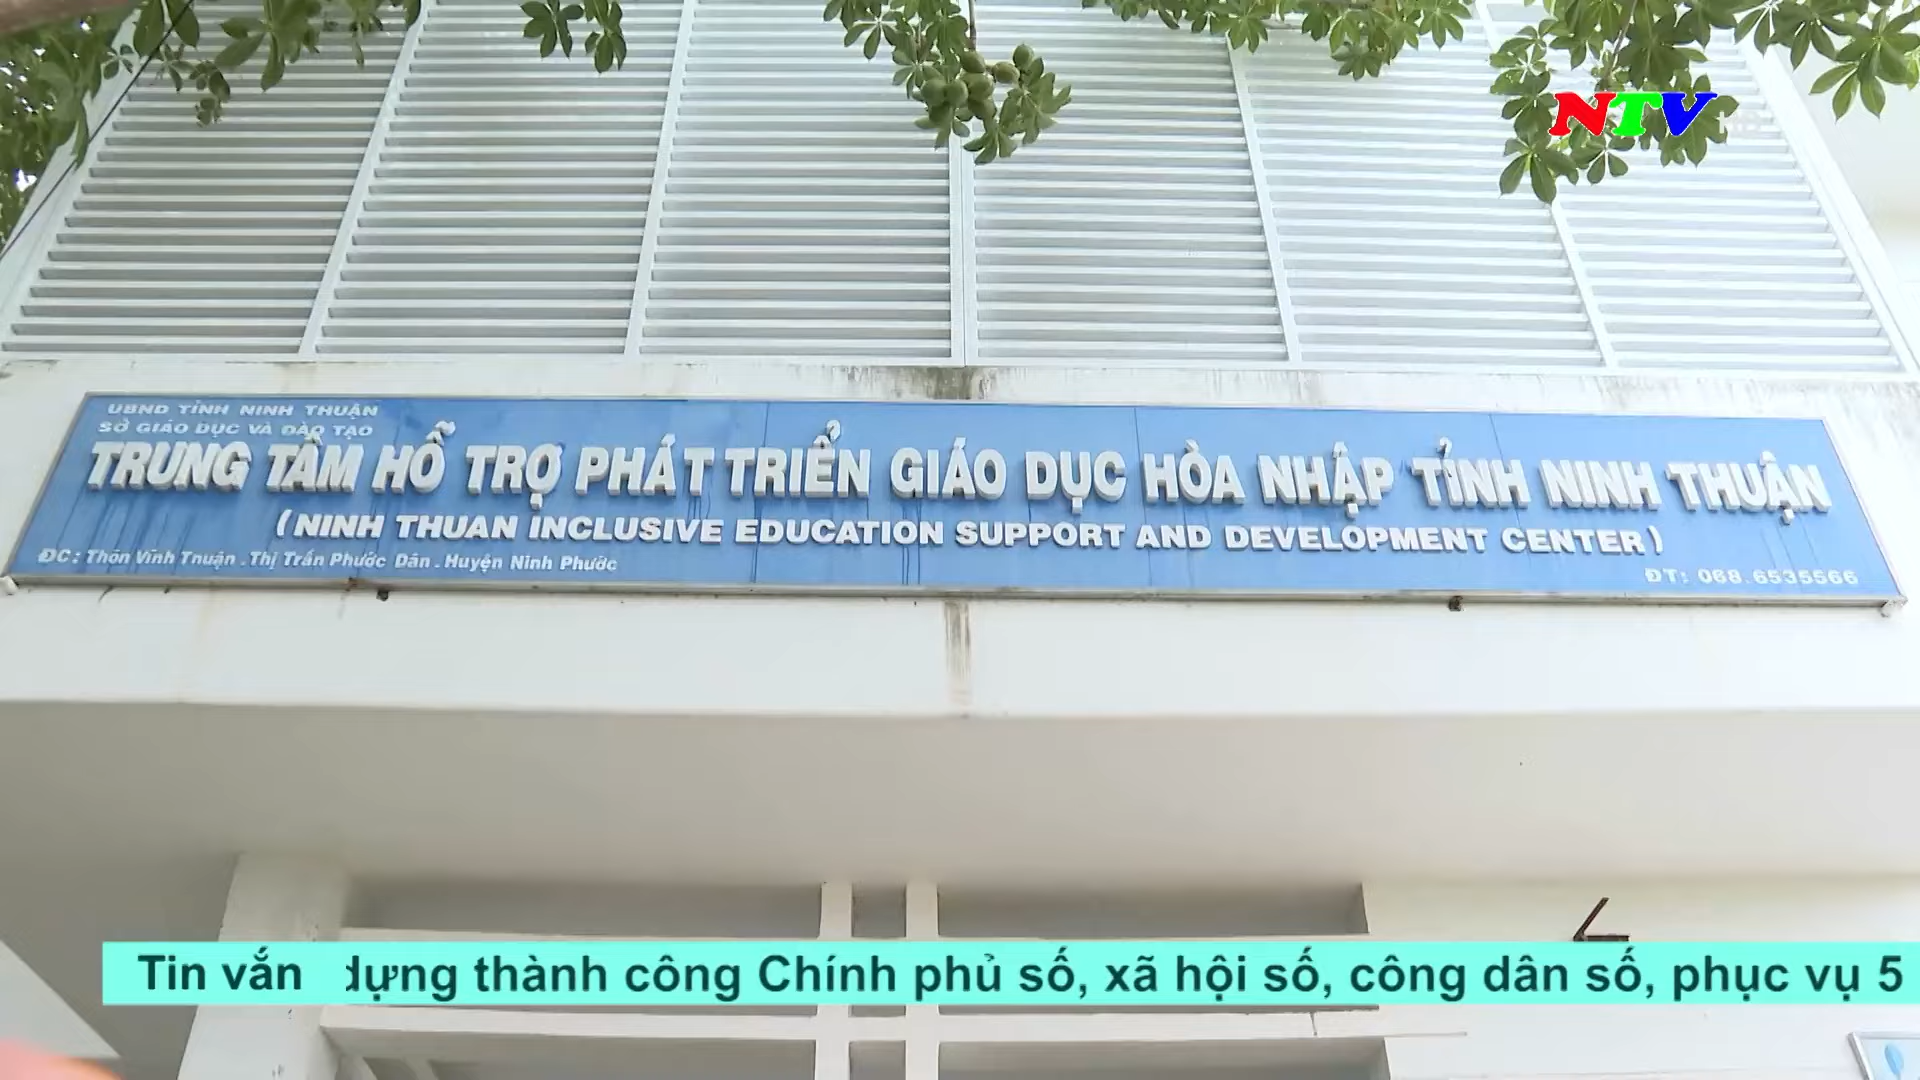 NTV
UBND TỈNH NINH THUẬN
SỞ GIÁO DỤC VÀ ĐÀO TẠO
TRUNG TÂM HỖ TRỢ PHÁT TRIỂN GIÁO DỤC HÒA NHẬP TỈNH NINH THUẬN
(NINH THUAN INCLUSIVE EDUCATION SUPPORT AND DEVELOPMENT CENTER)
ĐC: Thôn Vĩnh Thuận . Thị Trấn Phước Dân . Huyện Ninh Phước
ĐT: 068.6535566
Tin vắn dựng thành công Chính phủ số, xã hội số, công dân số, phục vụ 5